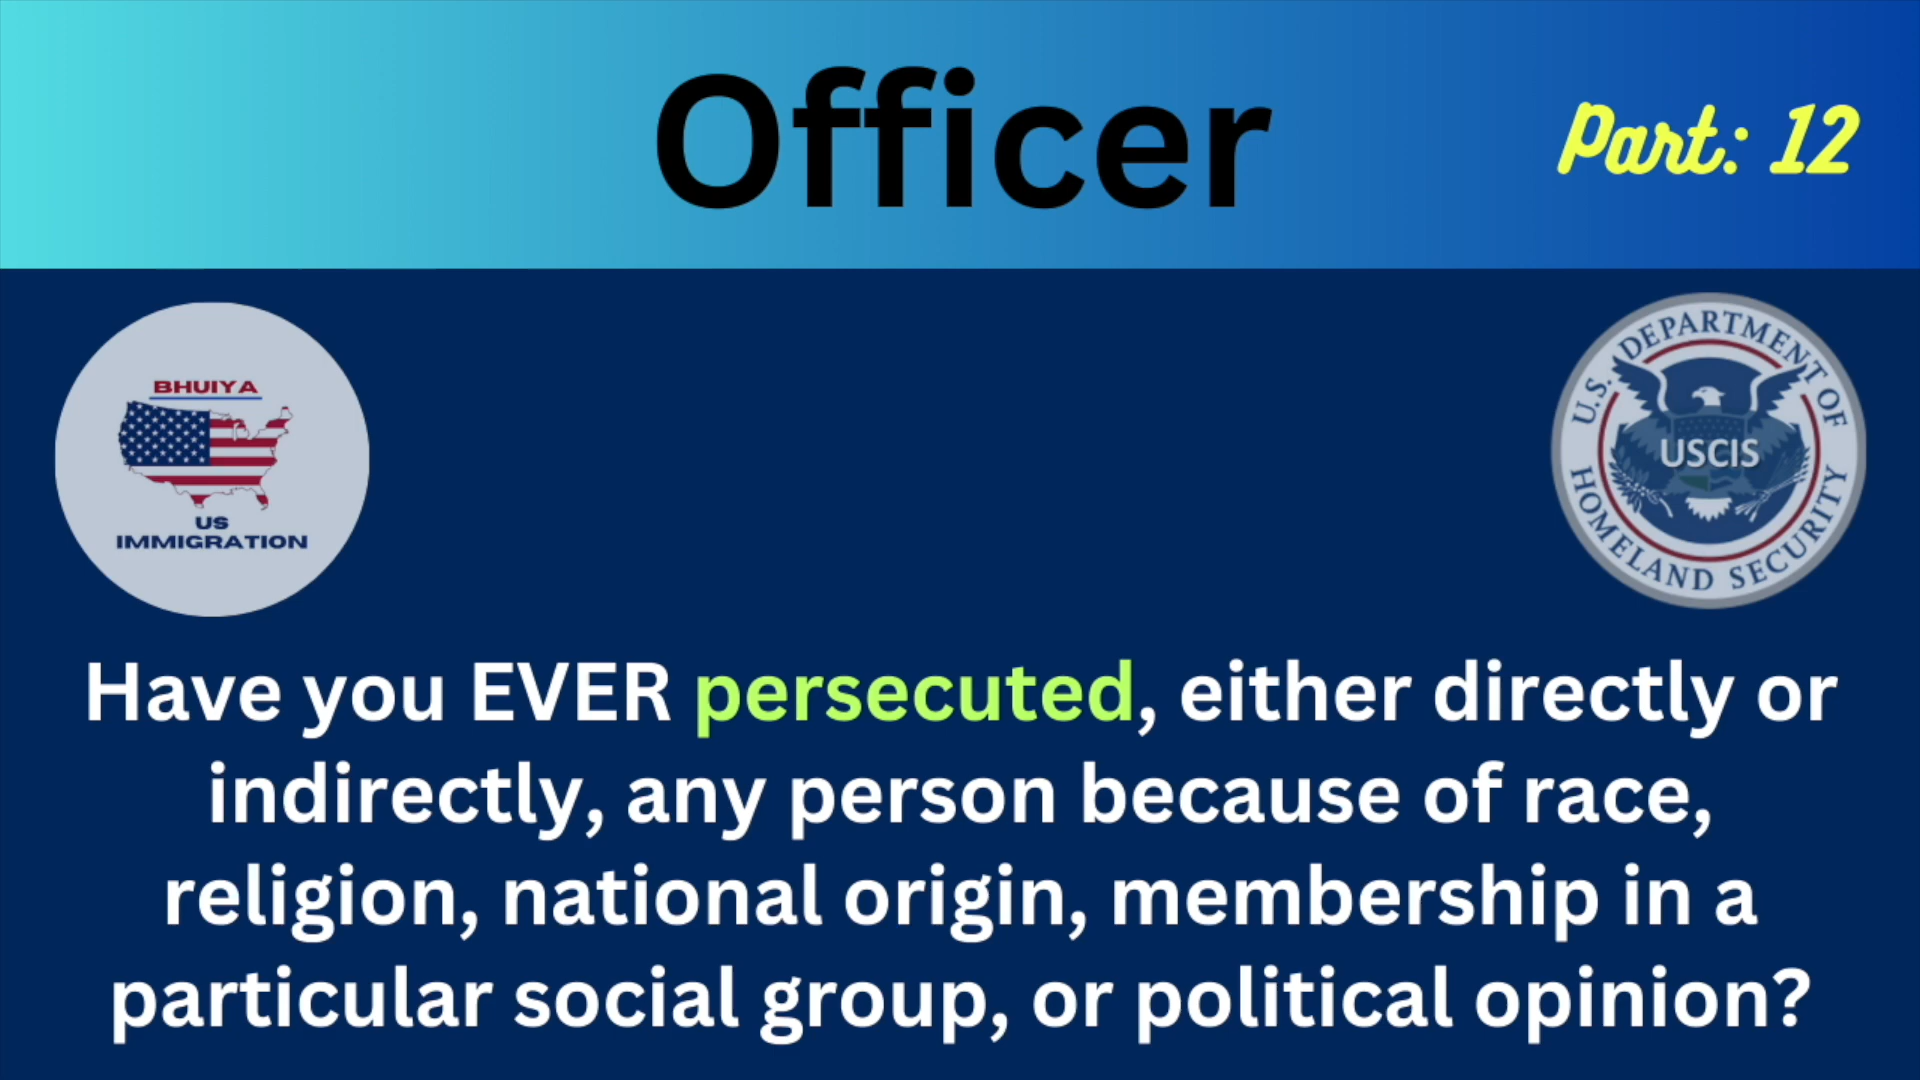 Officer
Part: 12
BHUIYA
US
IMMIGRATION
U.S. DEPARTMENT OF
HOMELAND SECURITY
USCIS
Have you EVER persecuted, either directly or
indirectly, any person because of race,
religion, national origin, membership in a
particular social group, or political opinion?